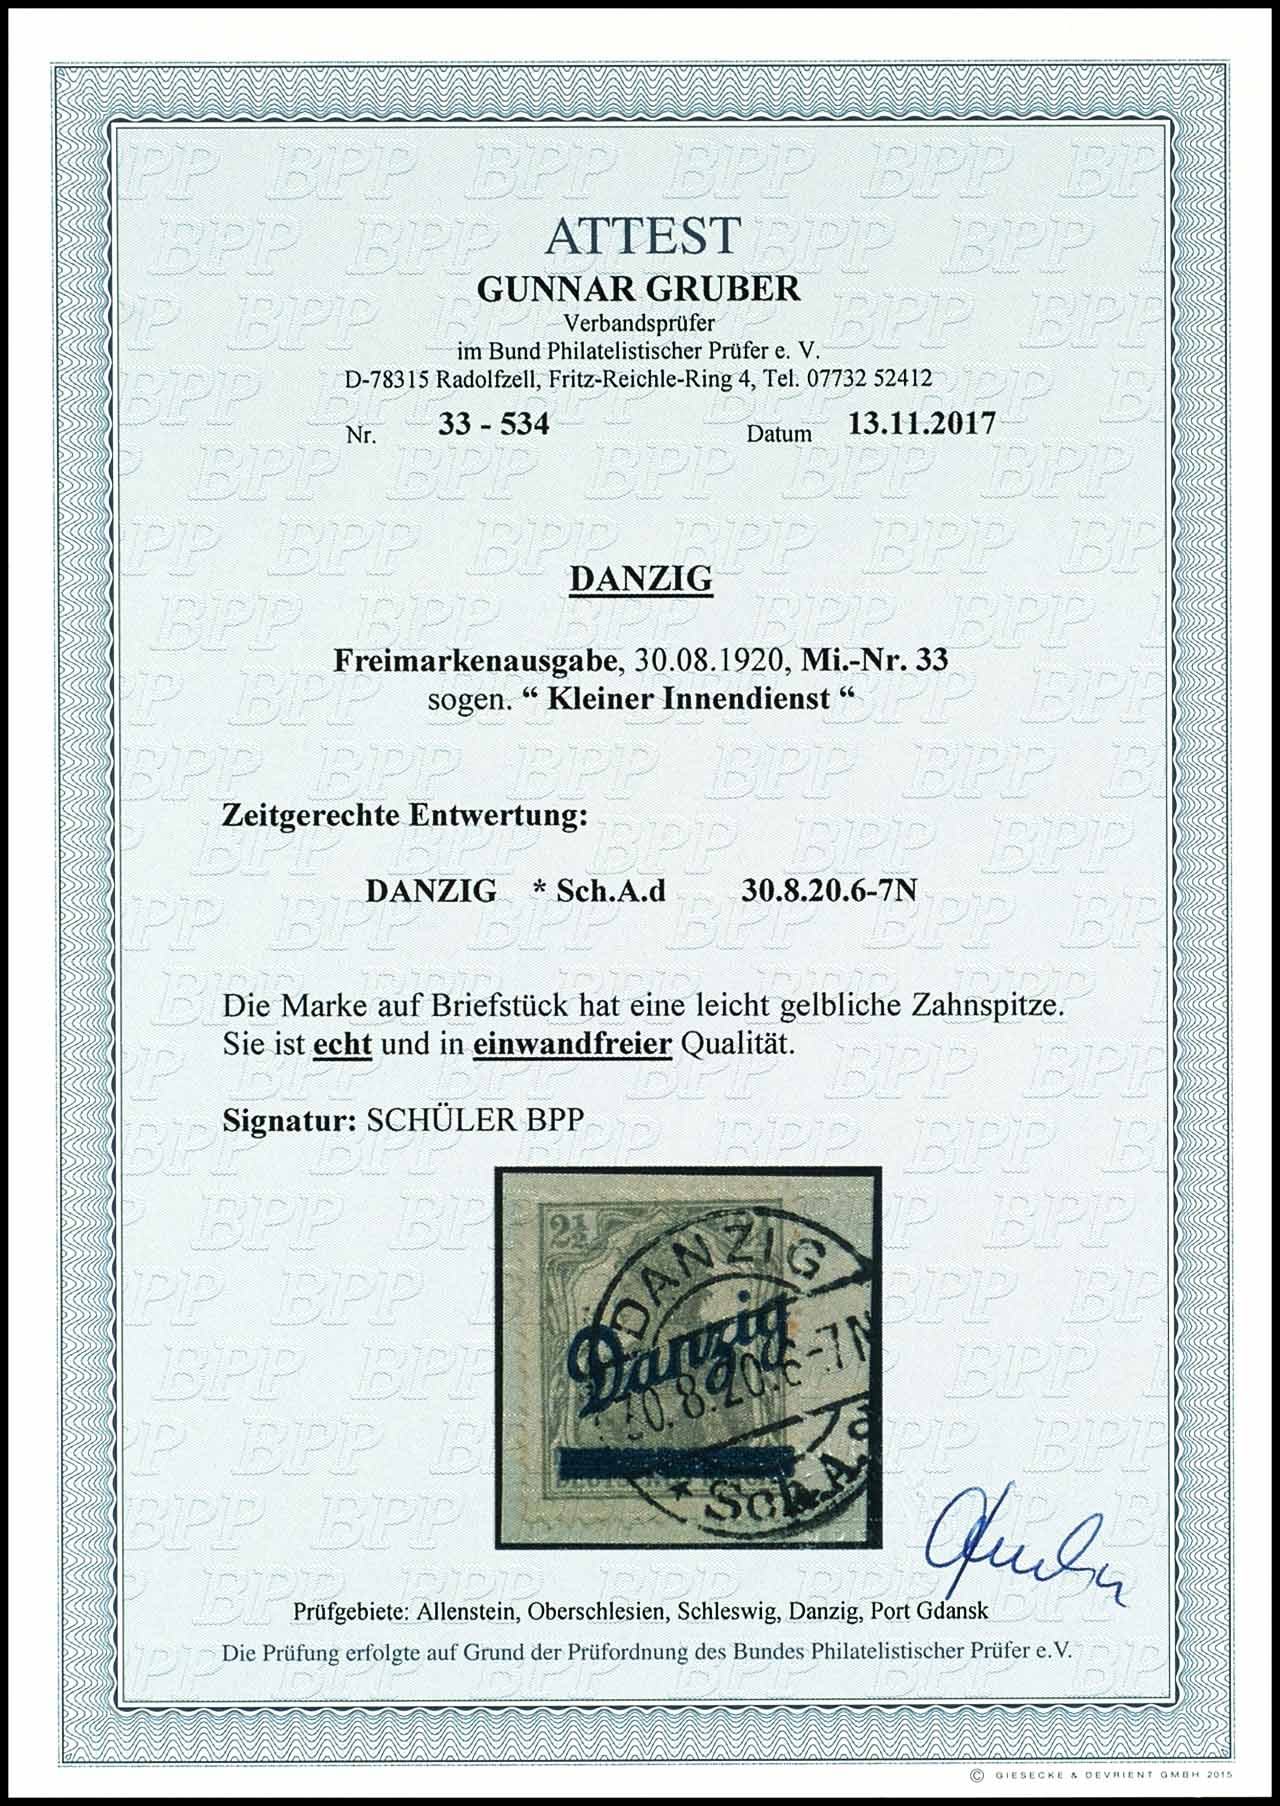 ATTEST
GUNNAR GRUBER
Verbandsprüfer
im Bund Philatelistischer Prüfer e. V.
D-78315 Radolfzell, Fritz-Reichle-Ring 4, Tel. 07732 52412
Nr. 33 - 534 Datum 13.11.2017
DANZIG
Freimarkenausgabe, 30.08.1920, Mi.-Nr. 33
sogen. “ Kleiner Innendienst “
Zeitgerechte Entwertung:
DANZIG * Sch.A.d 30.8.20.6-7N
Die Marke auf Briefstück hat eine leicht gelbliche Zahnspitze.
Sie ist echt und in einwandfreier Qualität.
Signatur: SCHÜLER BPP
2½
DANZIG
Danzig
30.8.20.6-7N
* Sch.A. d
Prüfgebiete: Allenstein, Oberschlesien, Schleswig, Danzig, Port Gdansk
Die Prüfung erfolgte auf Grund der Prüfordnung des Bundes Philatelistischer Prüfer e.V.
© GIESECKE & DEVRIENT GMBH 2015